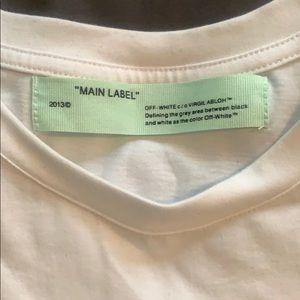 "MAIN LABEL"
2013©
OFF-WHITE c/o VIRGIL ABLOH™
Defining the grey area between black
and white as the color Off-White™